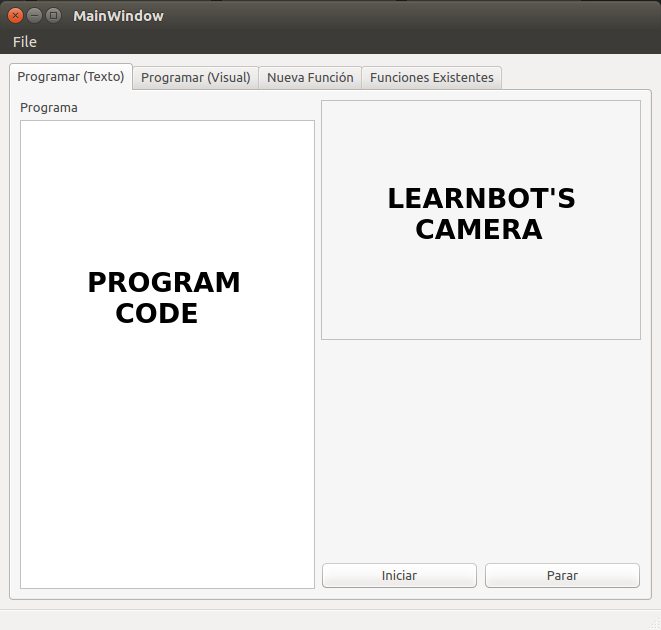 MainWindow
File
Programar (Texto) Programar (Visual) Nueva Función Funciones Existentes
Programa
LEARNBOT'S
CAMERA
PROGRAM
CODE
Iniciar Parar